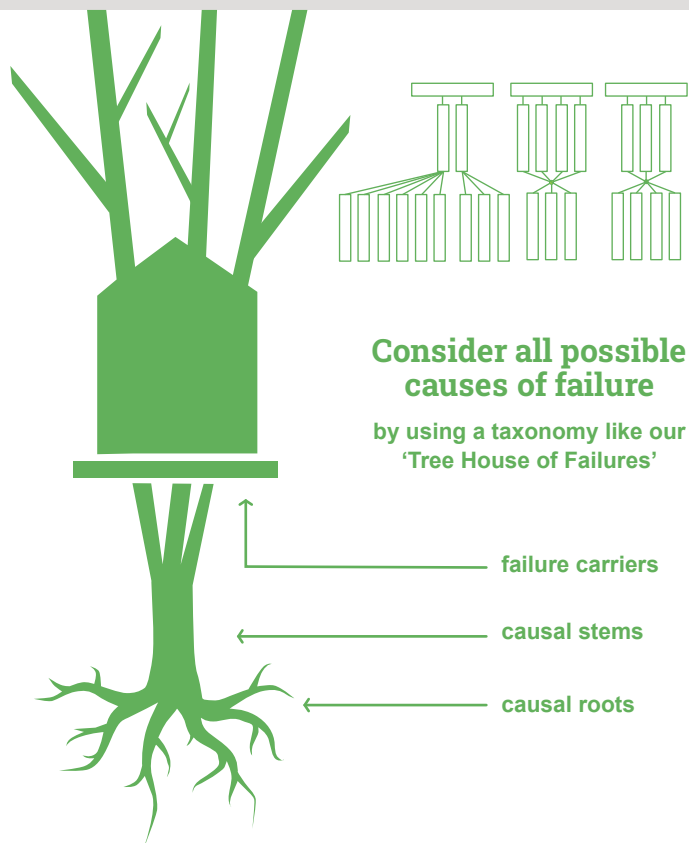 Consider all possible
causes of failure
by using a taxonomy like our
‘Tree House of Failures’
failure carriers
causal stems
causal roots